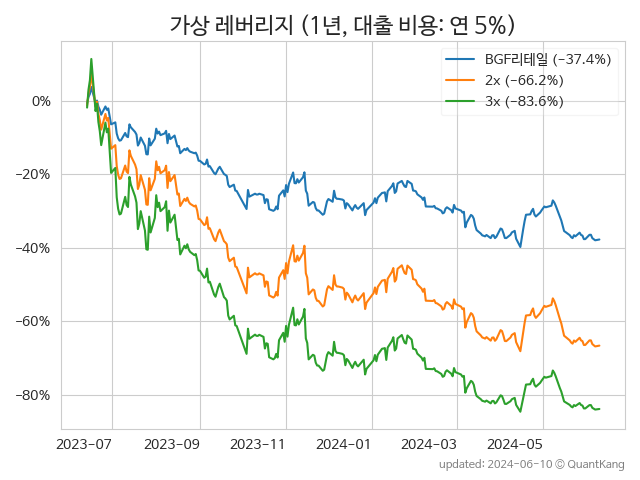 가상 레버리지 (1년, 대출 비용: 연 5%)
BGF리테일 (-37.4%)
2x (-66.2%)
3x (-83.6%)
0%
−20%
−40%
−60%
−80%
2023-07
2023-09
2023-11
2024-01
2024-03
2024-05
updated: 2024-06-10 © QuantKang